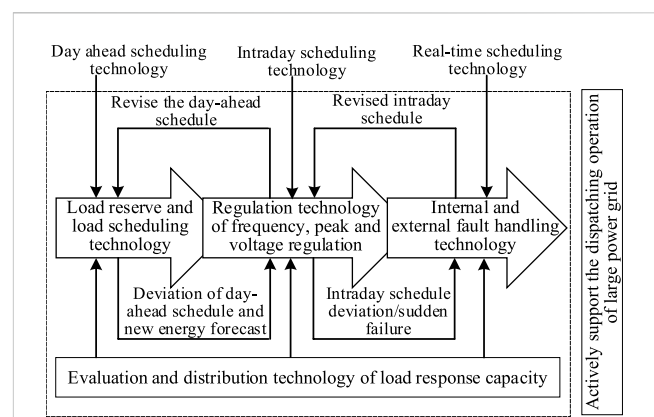 Day ahead scheduling
technology
Intraday scheduling
technology
Real-time scheduling
technology
Revise the day-ahead
schedule
Revised intraday
schedule
Load reserve and
load scheduling
technology
Regulation technology
of frequency, peak and
voltage regulation
Internal and
external fault handling
technology
Deviation of day-
ahead schedule and
new energy forecast
Intraday schedule
deviation/sudden
failure
Evaluation and distribution technology of load response capacity
Actively support the dispatching operation
of large power grid